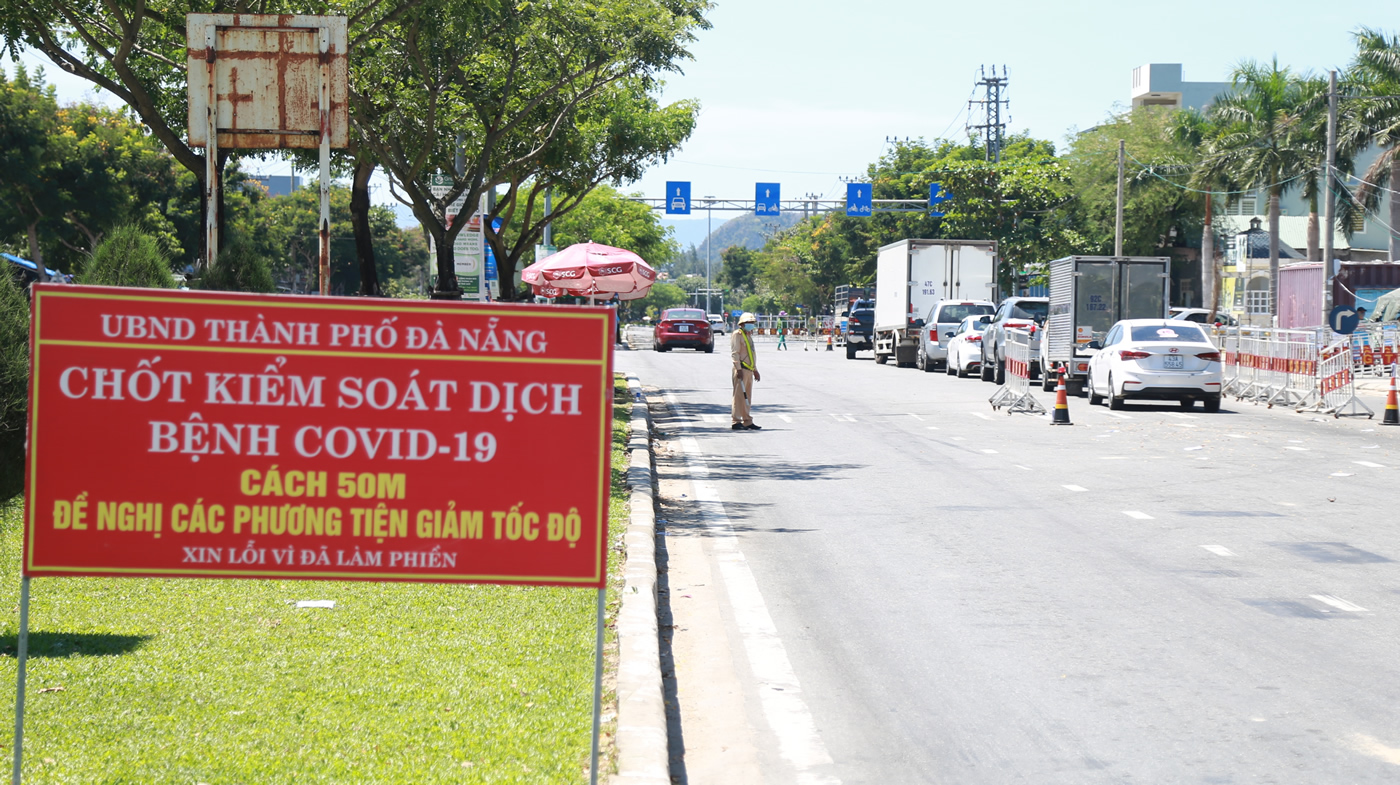 UBND THÀNH PHỐ ĐÀ NẴNG
CHỐT KIỂM SOÁT DỊCH
BỆNH COVID-19
CÁCH 50M
ĐỀ NGHỊ CÁC PHƯƠNG TIỆN GIẢM TỐC ĐỘ
XIN LỖI VÌ ĐÃ LÀM PHIỀN
SCG